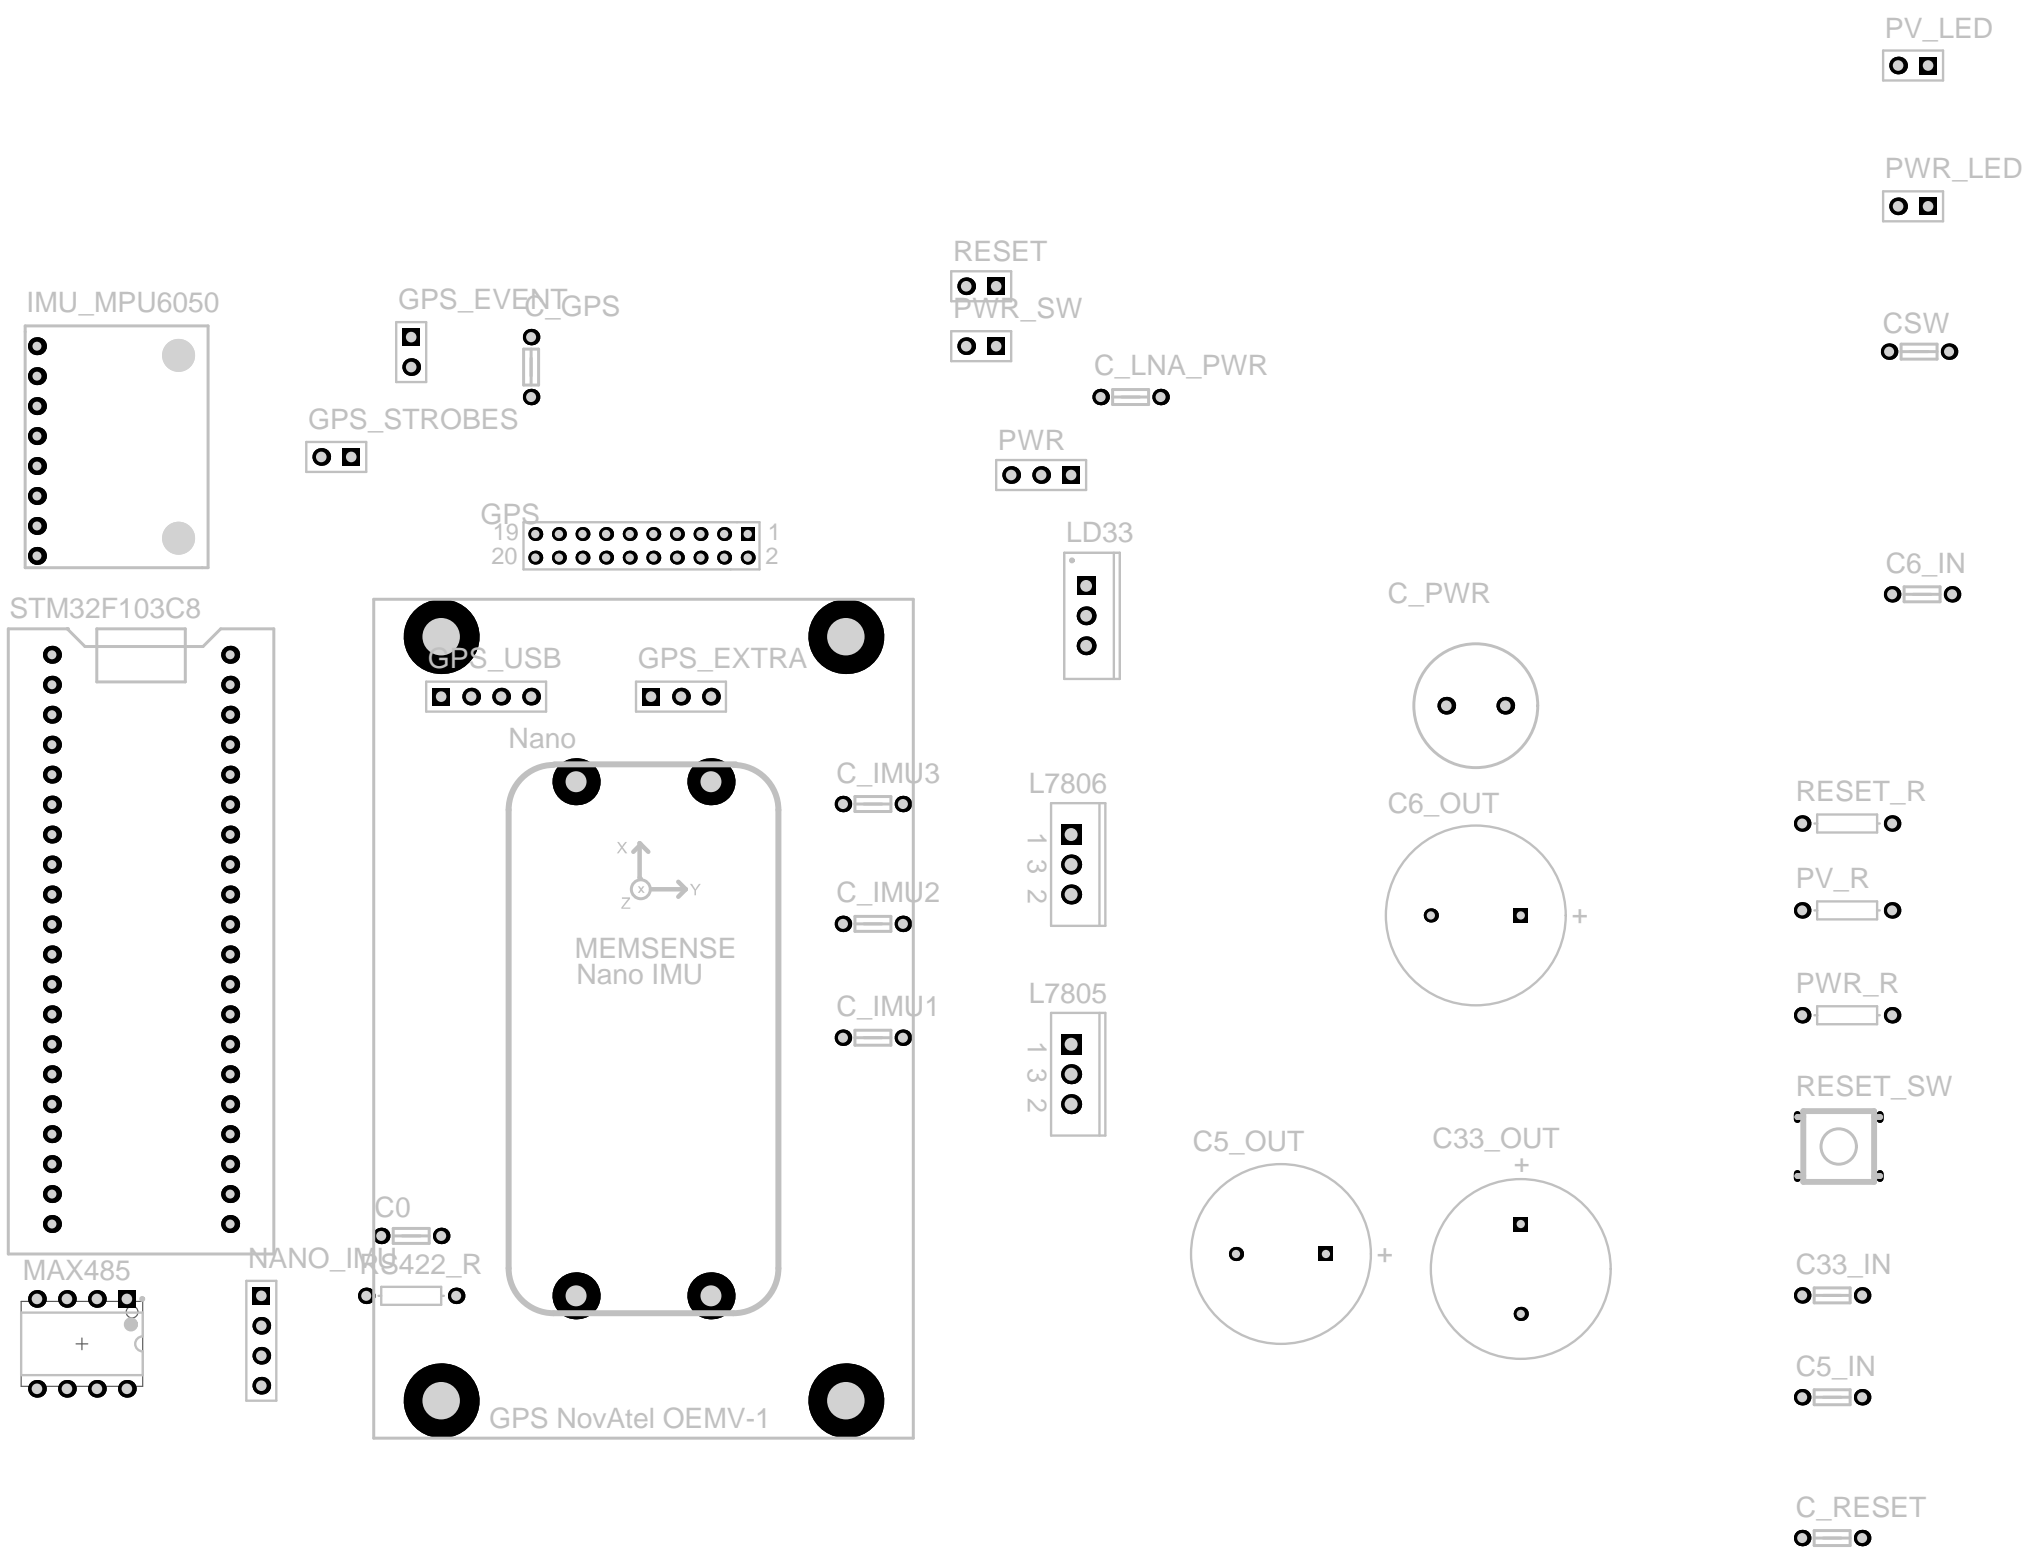 PV_LED
PWR_LED
RESET
PWR_SW
IMU_MPU6050
GPS_EVENT
C_GPS
CSW
C_LNA_PWR
GPS_STROBES
PWR
GPS
19
1
20
2
LD33
C6_IN
C_PWR
STM32F103C8
GPS_USB
GPS_EXTRA
Nano
C_IMU3
L7806
1
3
2
C6_OUT
RESET_R
X
Y
X
Z
C_IMU2
PV_R
MEMSENSE
Nano IMU
C_IMU1
L7805
1
3
2
PWR_R
RESET_SW
C5_OUT
+
C33_OUT
+
+
C0
NANO_IMU
RS422_R
MAX485
C33_IN
C5_IN
GPS NovAtel OEMV-1
C_RESET